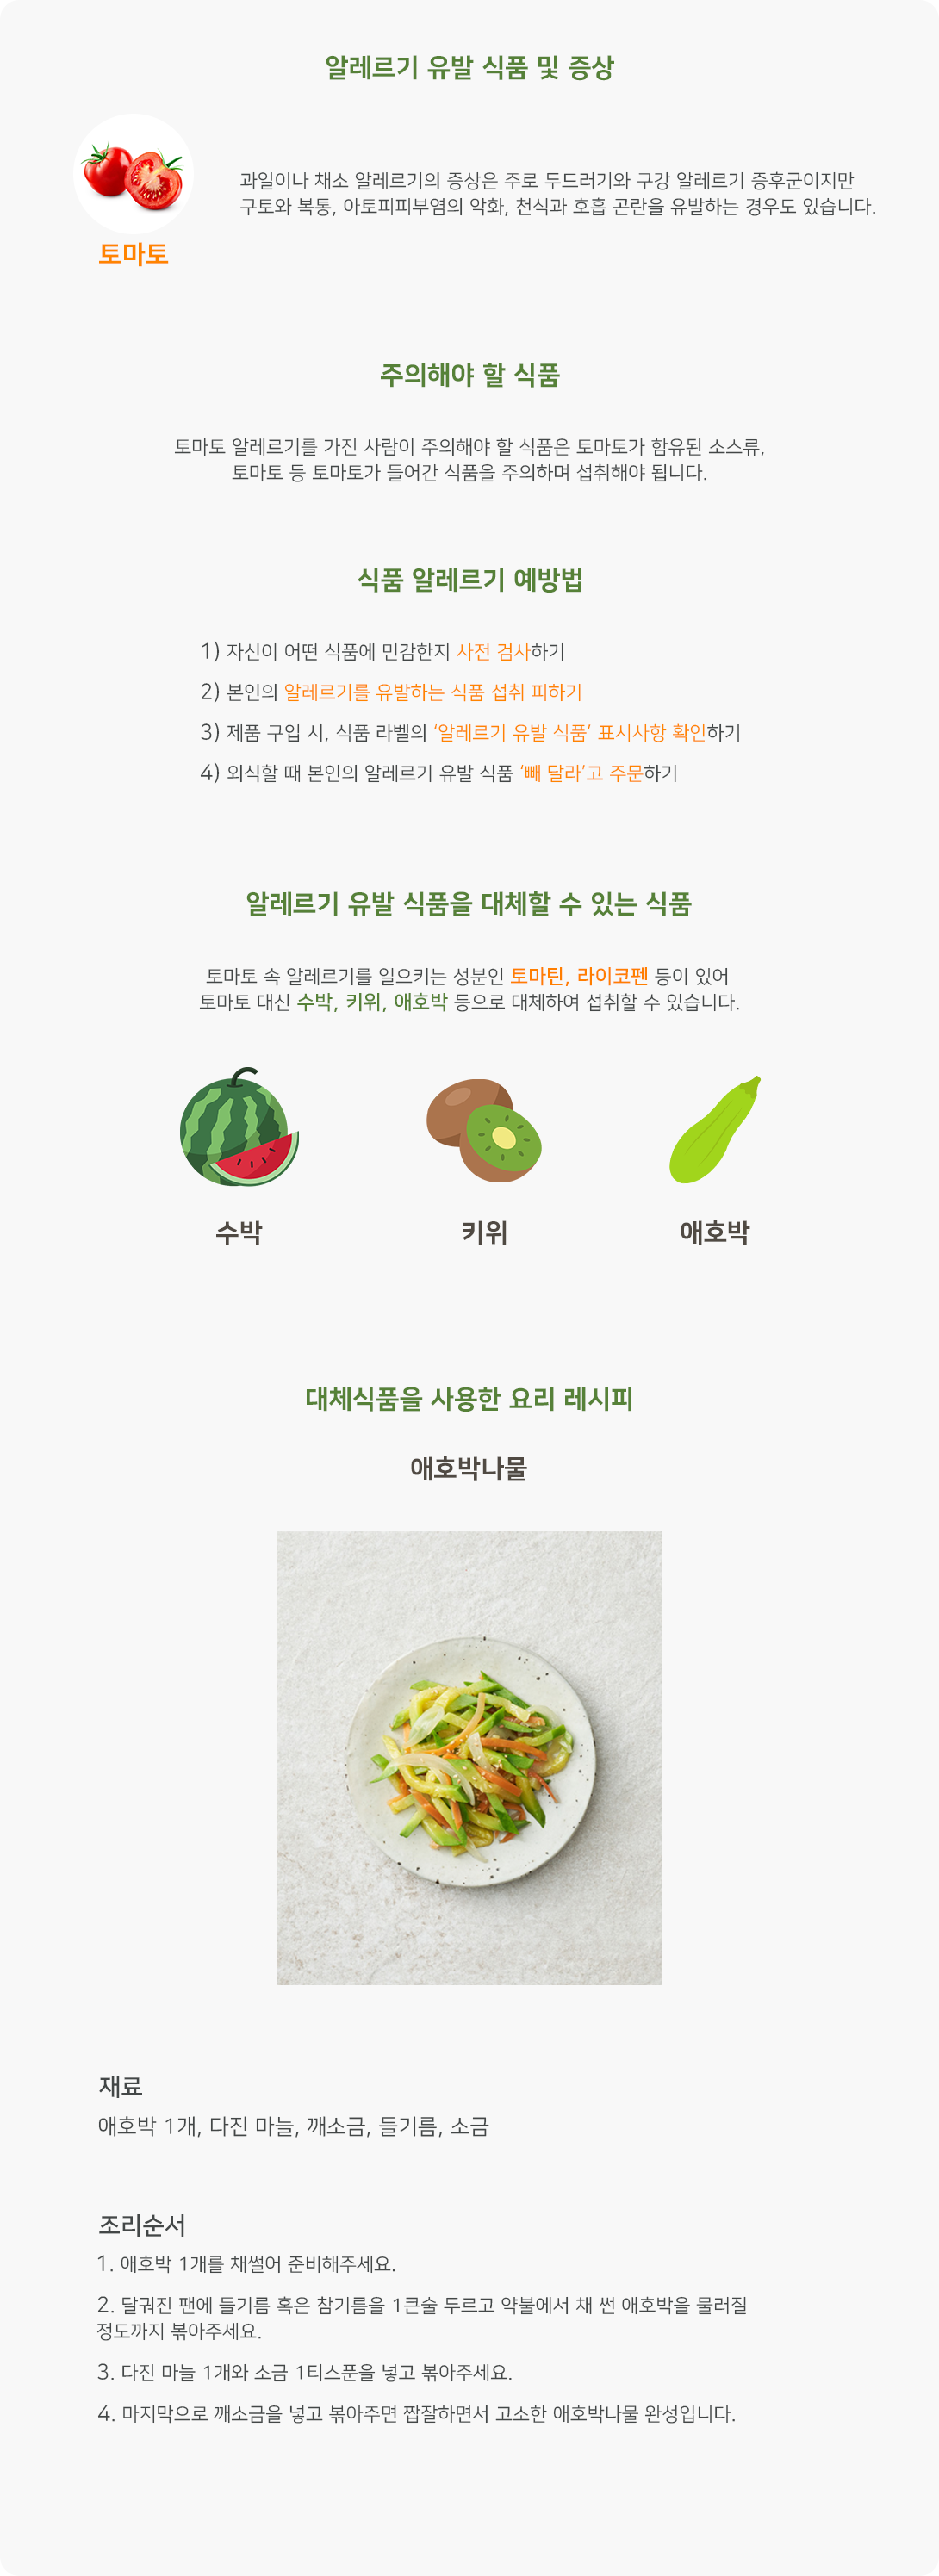 알레르기 유발 식품 및 증상
과일이나 채소 알레르기의 증상은 주로 두드러기와 구강 알레르기 증후군이지만
구토와 복통, 아토피피부염의 악화, 천식과 호흡 곤란을 유발하는 경우도 있습니다.
토마토
주의해야 할 식품
토마토 알레르기를 가진 사람이 주의해야 할 식품은 토마토가 함유된 소스류,
토마토 등 토마토가 들어간 식품을 주의하며 섭취해야 됩니다.
식품 알레르기 예방법
1) 자신이 어떤 식품에 민감한지 사전 검사하기
2) 본인의 알레르기를 유발하는 식품 섭취 피하기
3) 제품 구입 시, 식품 라벨의 ‘알레르기 유발 식품’ 표시사항 확인하기
4) 외식할 때 본인의 알레르기 유발 식품 ‘빼 달라’고 주문하기
알레르기 유발 식품을 대체할 수 있는 식품
토마토 속 알레르기를 일으키는 성분인 토마틴, 라이코펜 등이 있어
토마토 대신 수박, 키위, 애호박 등으로 대체하여 섭취할 수 있습니다.
수박 키위 애호박
대체식품을 사용한 요리 레시피
애호박나물
재료
애호박 1개, 다진 마늘, 깨소금, 들기름, 소금
조리순서
1. 애호박 1개를 채썰어 준비해주세요.
2. 달궈진 팬에 들기름 혹은 참기름을 1큰술 두르고 약불에서 채 썬 애호박을 물러질
정도까지 볶아주세요.
3. 다진 마늘 1개와 소금 1티스푼을 넣고 볶아주세요.
4. 마지막으로 깨소금을 넣고 볶아주면 짭잘하면서 고소한 애호박나물 완성입니다.